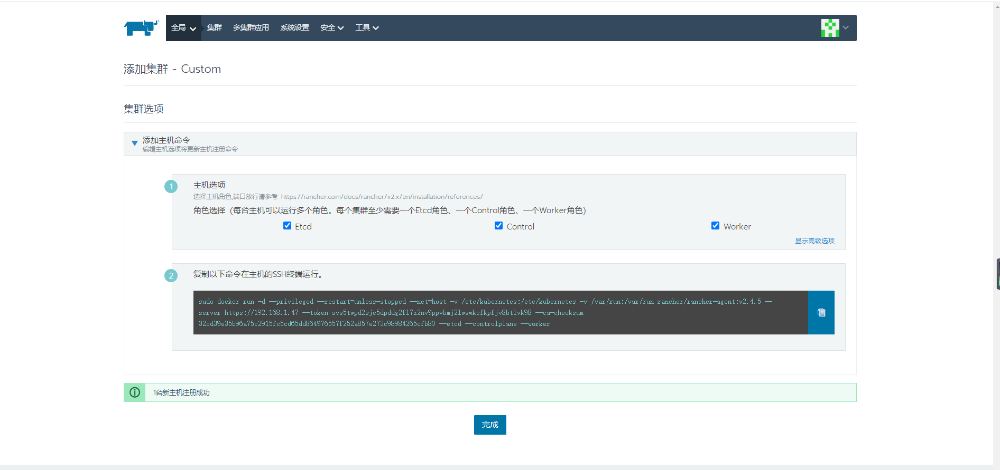 全局 集群 多集群应用 系统设置 安全 工具
添加集群 - Custom
集群选项
添加主机命令
编辑主机选项将更新主机注册命令
1 主机选项
选择主机角色,端口放行请参考: https://rancher.com/docs/rancher/v2.x/en/installation/references/
角色选择（每台主机可以运行多个角色。每个集群至少需要一个Etcd角色、一个Control角色、一个Worker角色）
Etcd Control Worker
显示高级选项
2 复制以下命令在主机的SSH终端运行。
sudo docker run -d --privileged --restart=unless-stopped --net=host -v /etc/kubernetes:/etc/kubernetes -v /var/run:/var/run rancher/rancher-agent:v2.4.5 --
server https://192.168.1.47 --token svs5twpd2wjc5dpddg2fl7z2nv9ppvbmj2lwswkcfkpfjv8btlvk98 --ca-checksum
32cd39e35b96a75c2915fc5cd65dd864976557f252a857e273c98984265cfb80 --etcd --controlplane --worker
1台新主机注册成功
完成